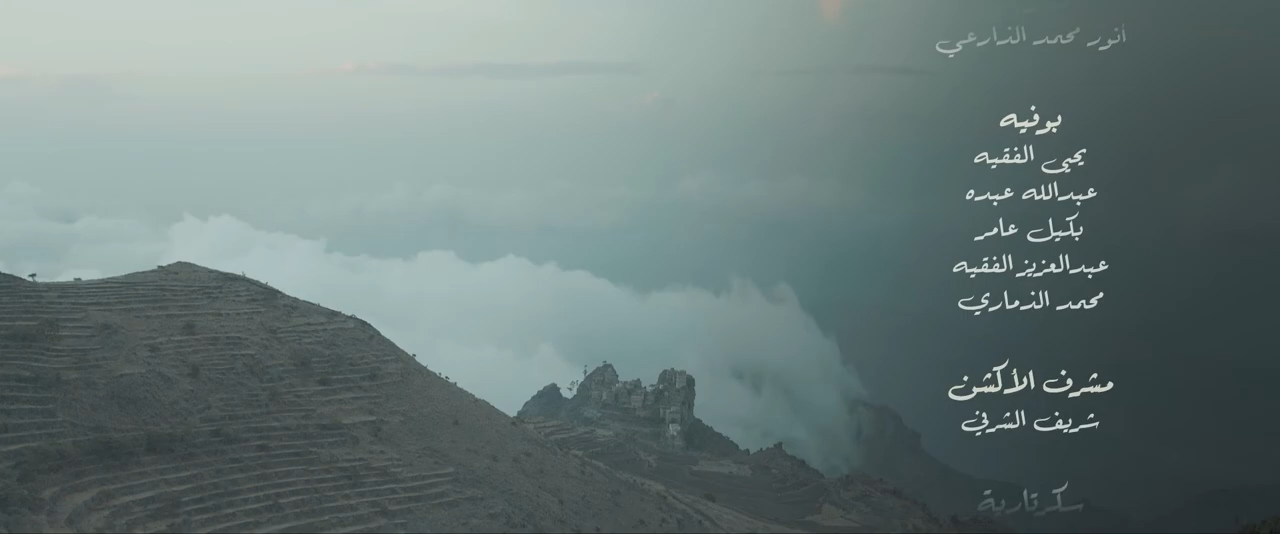 أنور محمد الذارعي
بوفيه
يحيى الفقيه
عبدالله عبده
بكيل عامر
عبدالعزيز الفقيه
محمد الذماري
مشرف الأكشن
شريف الشرفي
سكرتارية